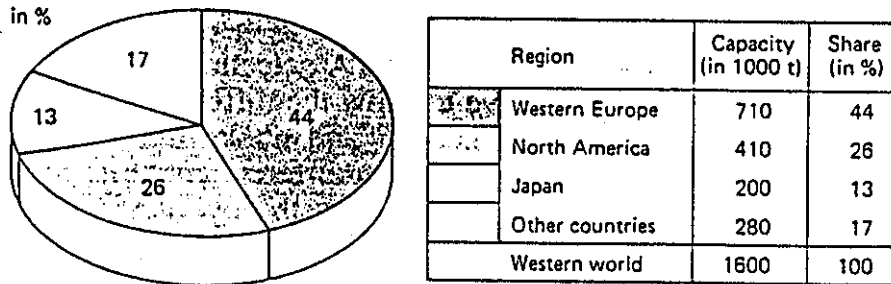 in %
17
13
44
26
Region Capacity (in 1000 t) Share (in %)
Western Europe 710 44
North America 410 26
Japan 200 13
Other countries 280 17
Western world 1600 100